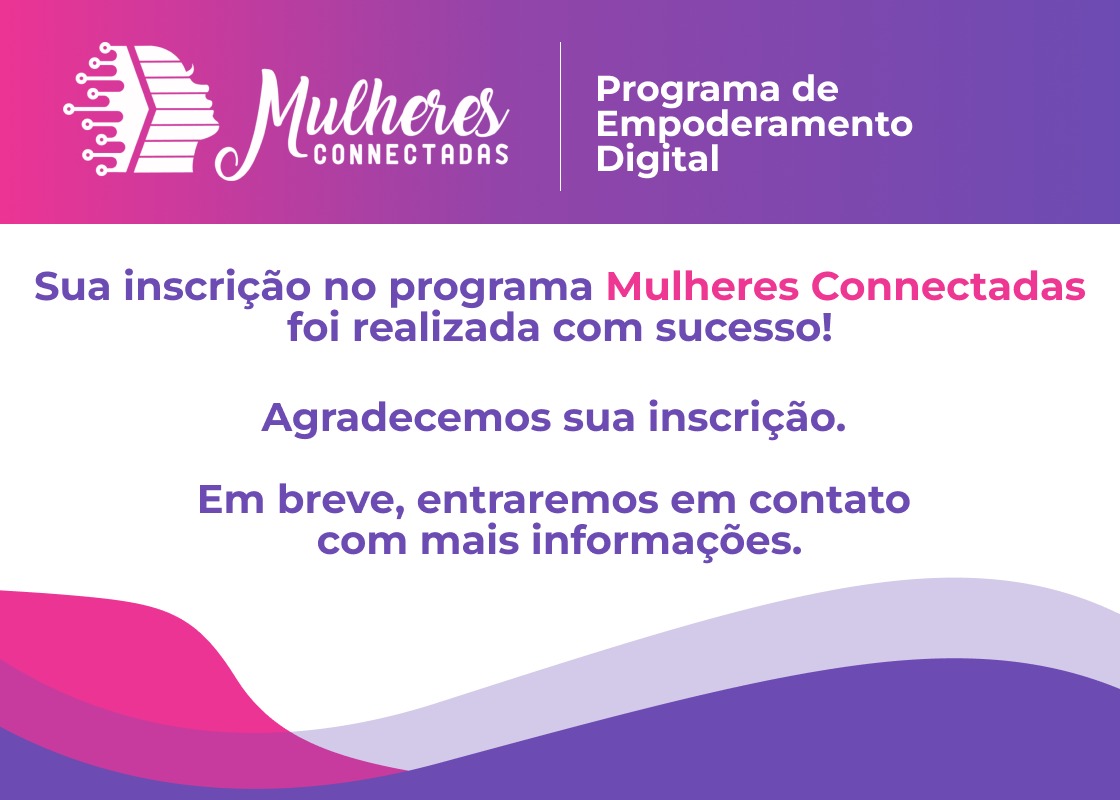 Mulheres
CONNECTADAS
Programa de
Empoderamento
Digital
Sua inscrição no programa Mulheres Connectadas
foi realizada com sucesso!
Agradecemos sua inscrição.
Em breve, entraremos em contato
com mais informações.